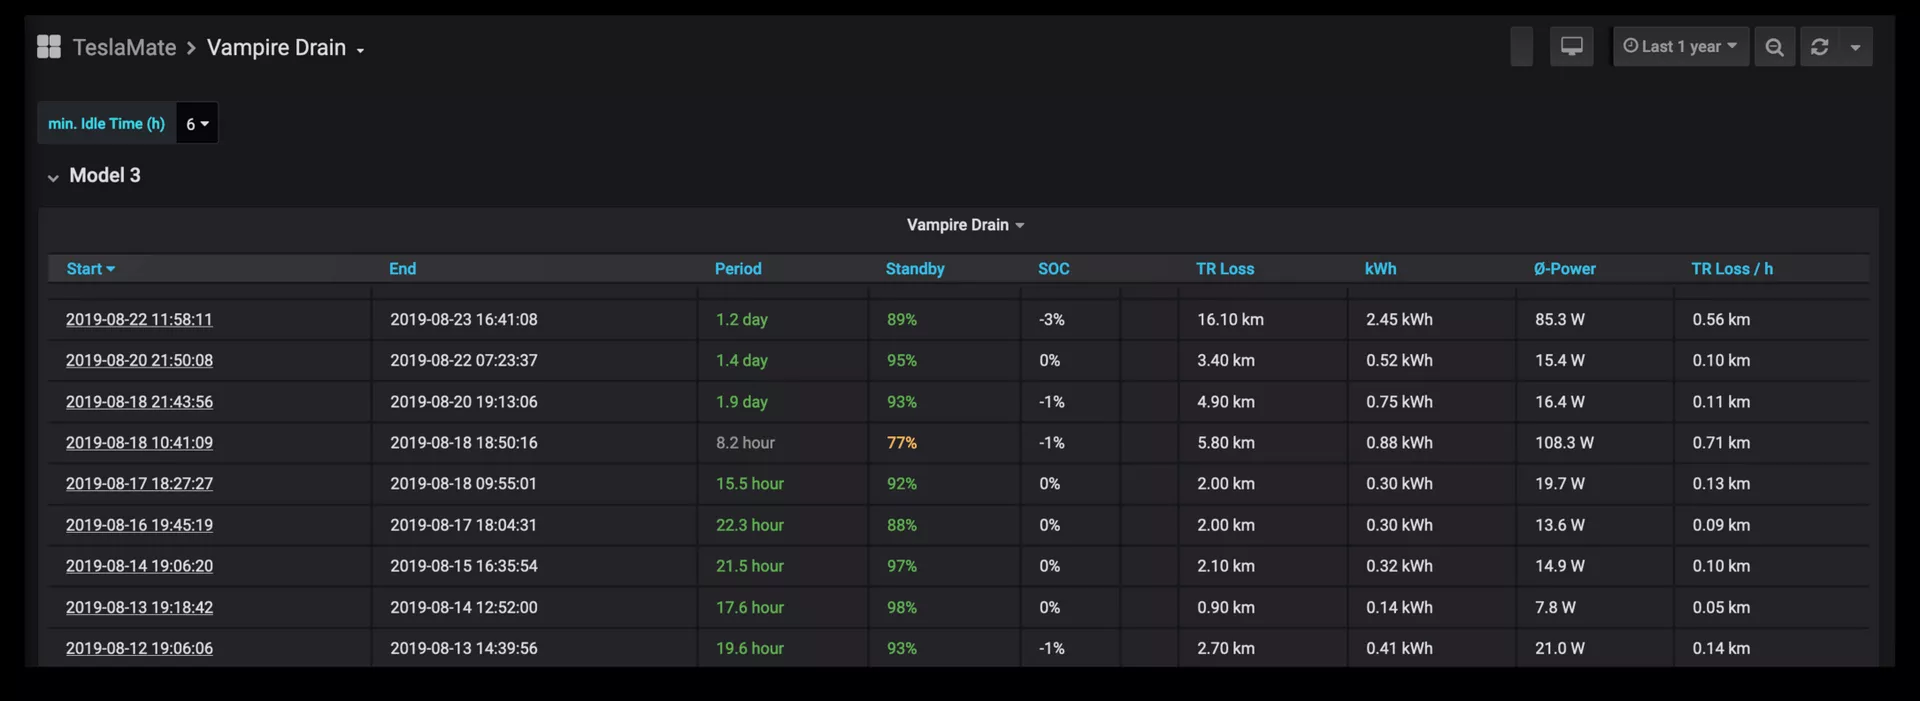 TeslaMate > Vampire Drain
Last 1 year
min. Idle Time (h) 6
Model 3
Vampire Drain
Start End Period Standby SOC TR Loss kWh Ø-Power TR Loss / h
2019-08-22 11:58:11 2019-08-23 16:41:08 1.2 day 89% -3% 16.10 km 2.45 kWh 85.3 W 0.56 km
2019-08-20 21:50:08 2019-08-22 07:23:37 1.4 day 95% 0% 3.40 km 0.52 kWh 15.4 W 0.10 km
2019-08-18 21:43:56 2019-08-20 19:13:06 1.9 day 93% -1% 4.90 km 0.75 kWh 16.4 W 0.11 km
2019-08-18 10:41:09 2019-08-18 18:50:16 8.2 hour 77% -1% 5.80 km 0.88 kWh 108.3 W 0.71 km
2019-08-17 18:27:27 2019-08-18 09:55:01 15.5 hour 92% 0% 2.00 km 0.30 kWh 19.7 W 0.13 km
2019-08-16 19:45:19 2019-08-17 18:04:31 22.3 hour 88% 0% 2.00 km 0.30 kWh 13.6 W 0.09 km
2019-08-14 19:06:20 2019-08-15 16:35:54 21.5 hour 97% 0% 2.10 km 0.32 kWh 14.9 W 0.10 km
2019-08-13 19:18:42 2019-08-14 12:52:00 17.6 hour 98% 0% 0.90 km 0.14 kWh 7.8 W 0.05 km
2019-08-12 19:06:06 2019-08-13 14:39:56 19.6 hour 93% -1% 2.70 km 0.41 kWh 21.0 W 0.14 km